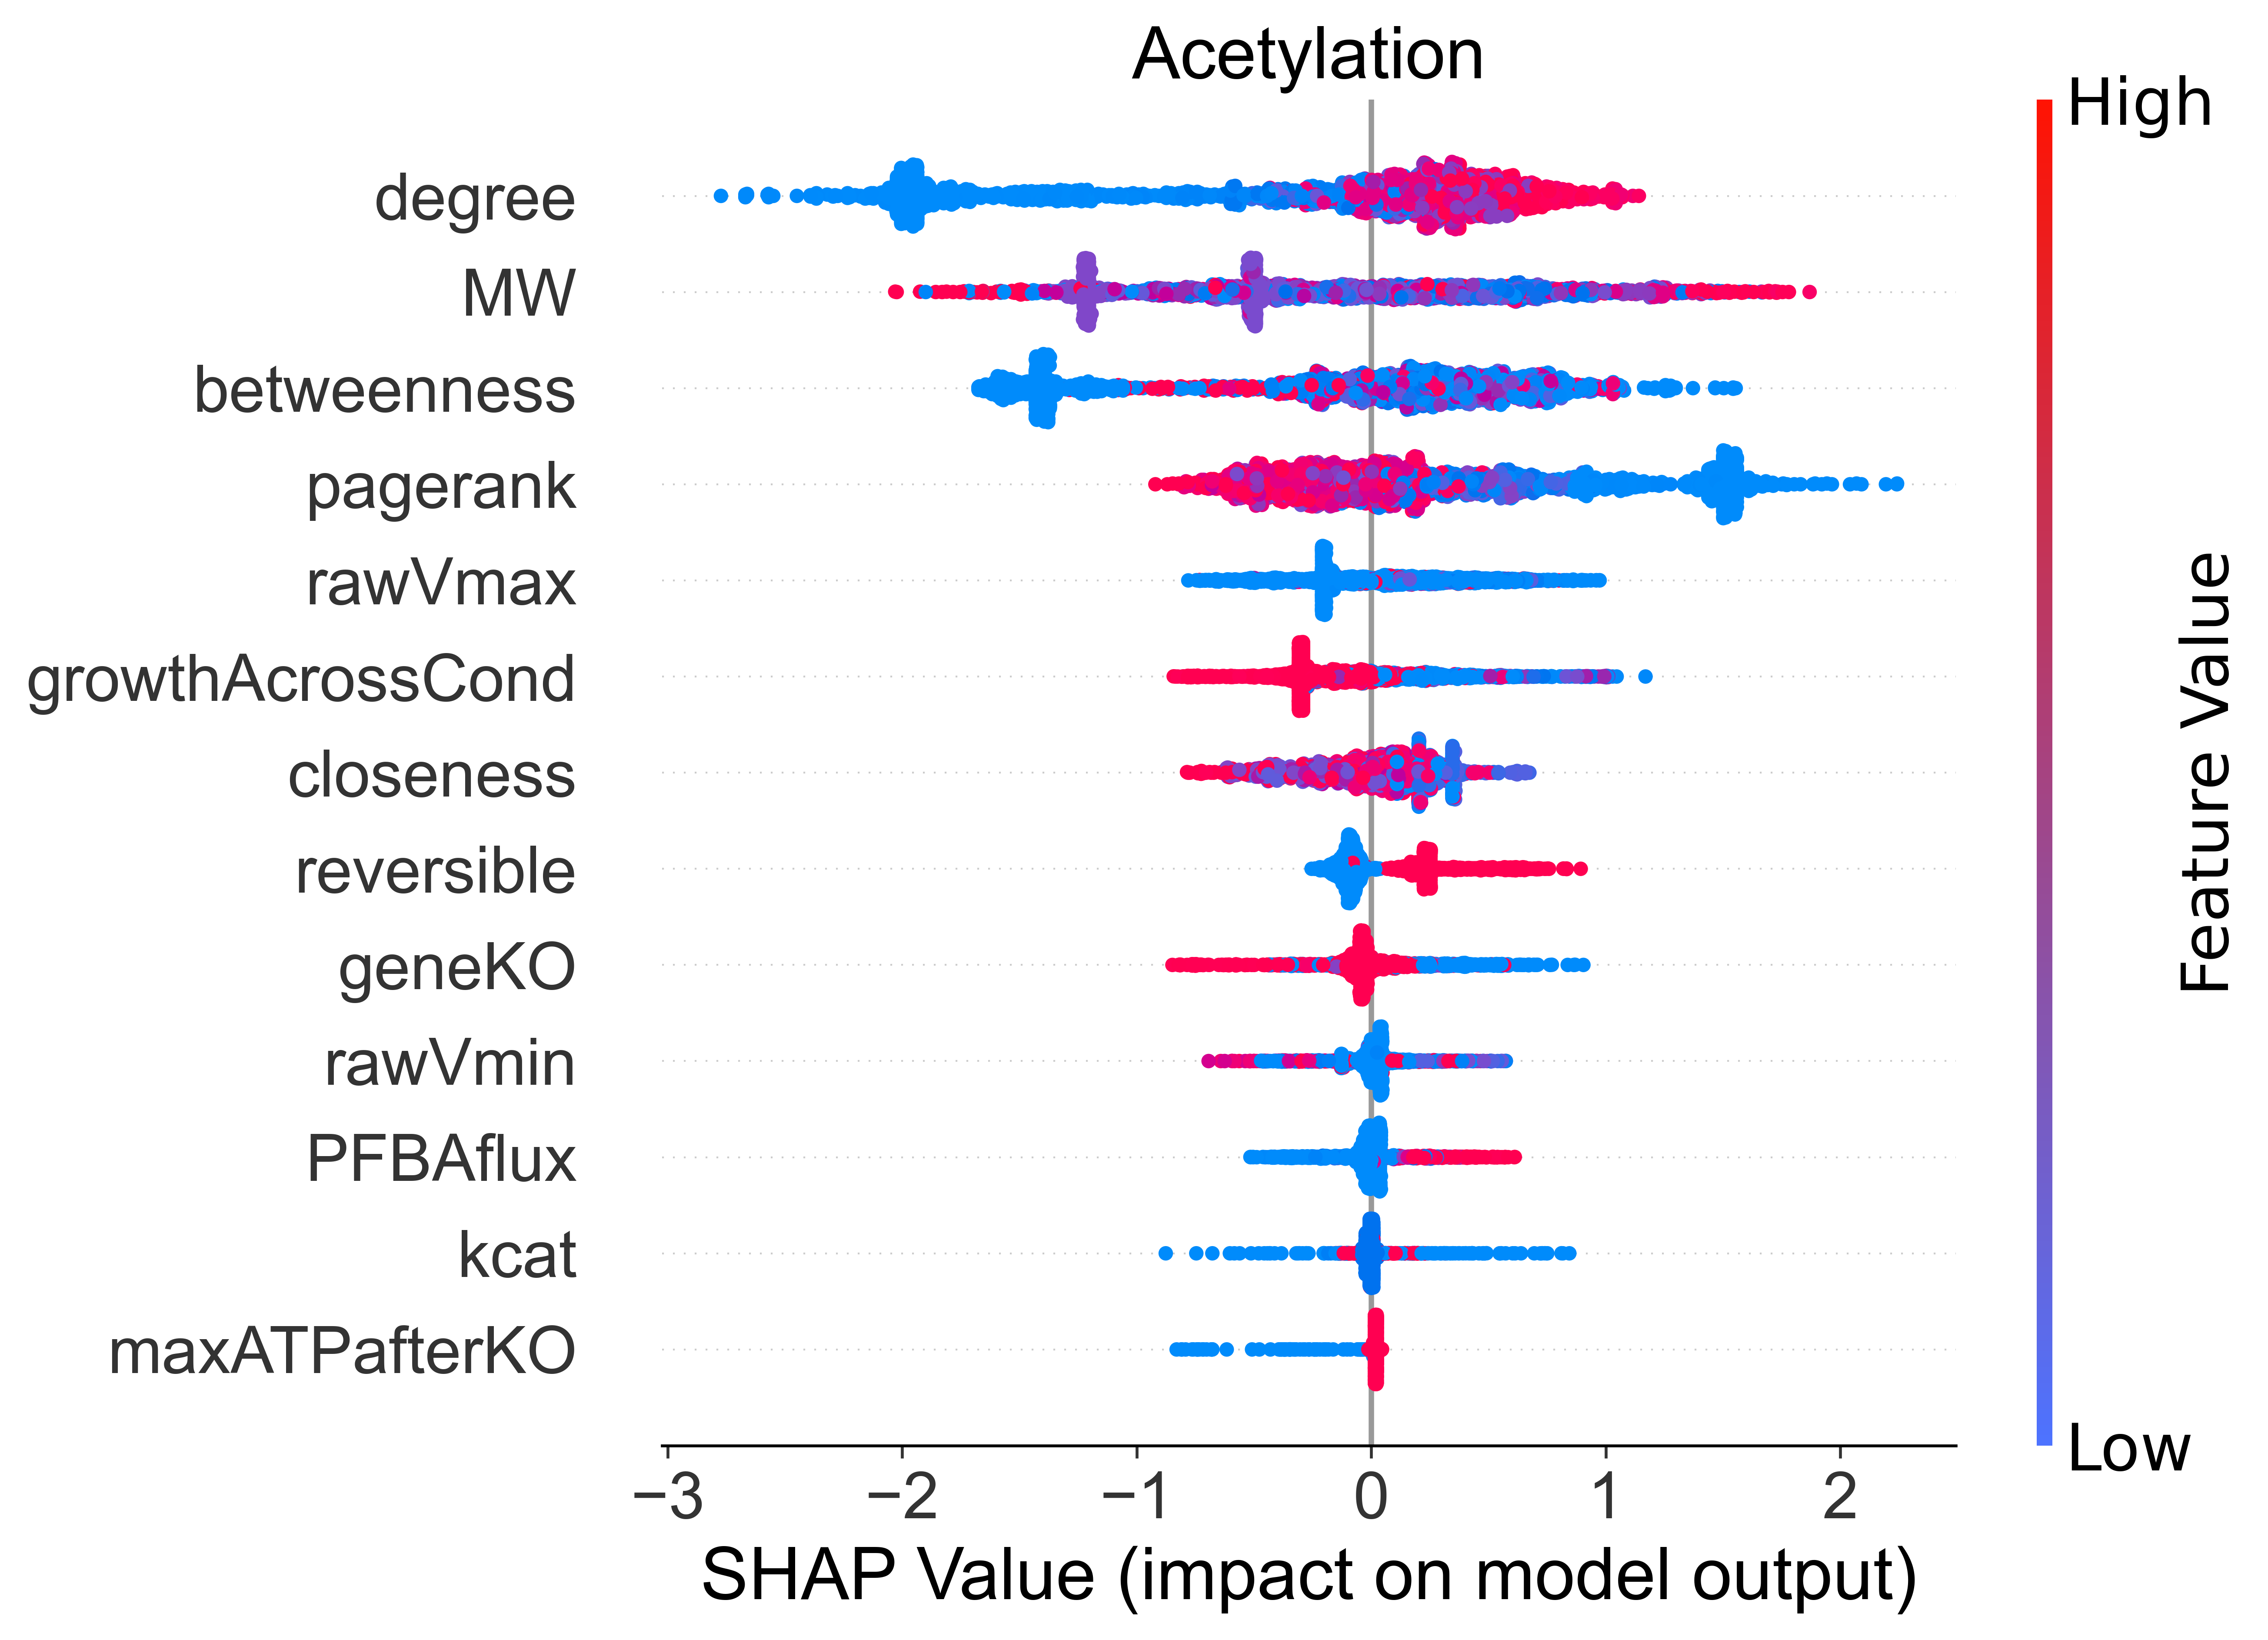 Acetylation
High
degree
MW
betweenness
pagerank
rawVmax
growthAcrossCond
closeness
reversible
geneKO
rawVmin
PFBAflux
kcat
maxATPafterKO
Feature Value
Low
−3 −2 −1 0 1 2
SHAP Value (impact on model output)